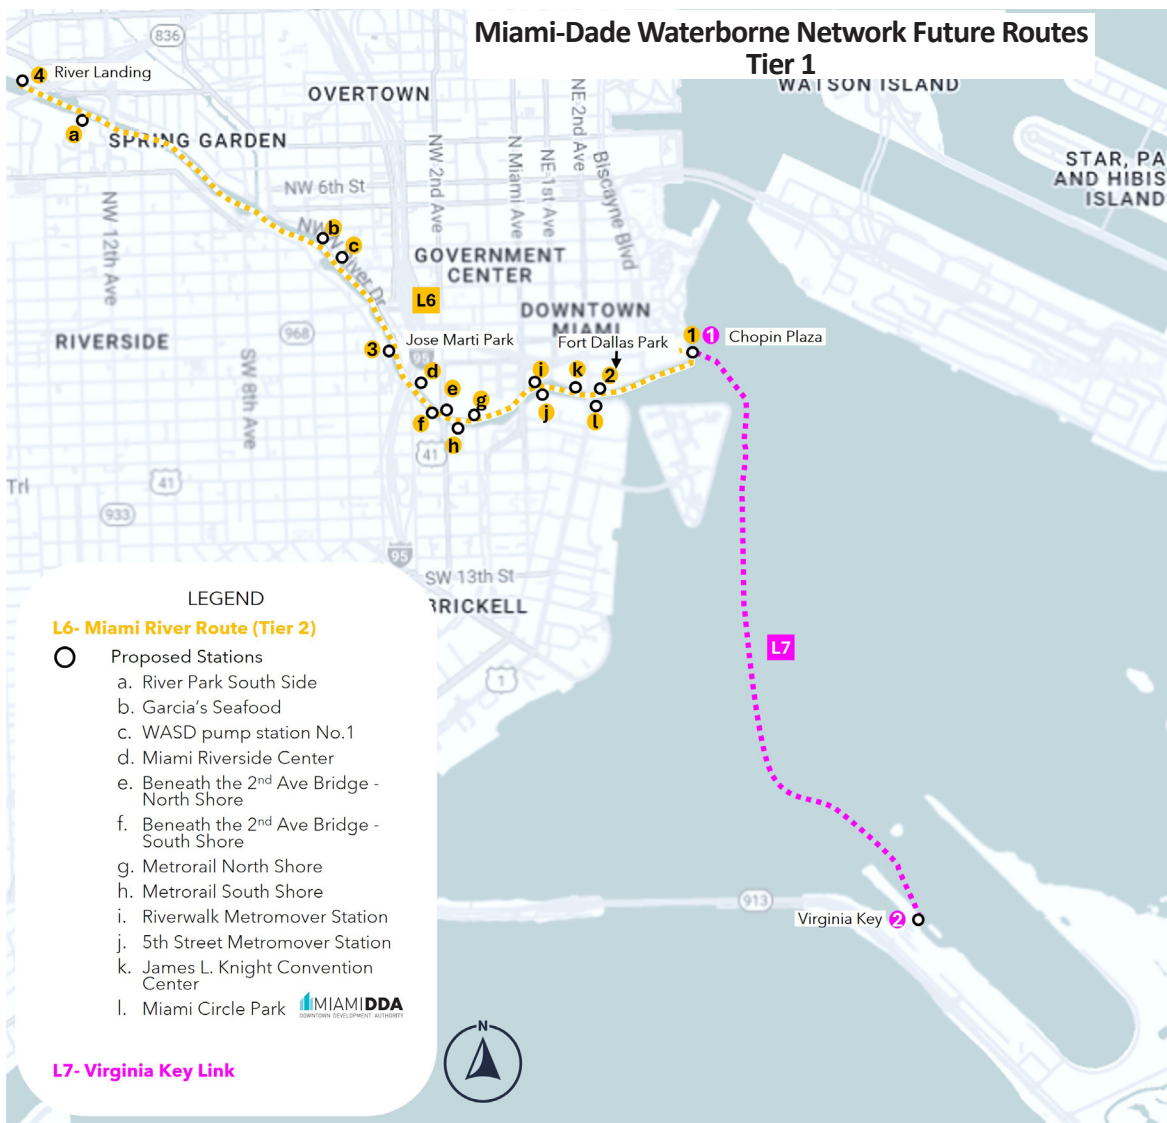 Miami-Dade Waterborne Network Future Routes
Tier 1
836
4 River Landing
OVERTOWN
WATSON ISLAND
a
SPRING GARDEN
NW 2nd Ave
N Miami Ave
NE 1st Ave
NE 2nd Ave
Biscayne Blvd
STAR, PA
AND HIBIS
ISLAND
NW 6th St
NW 12th Ave
b
c
River Dr
GOVERNMENT
CENTER
L6
DOWNTOWN
MIAMI
968
RIVERSIDE
3
Jose Marti Park
95
Fort Dallas Park
1 1 Chopin Plaza
SW 8th Ave
d
e
f
g
h
i
j
k
2
l
41
41
Trl
933
95
SW 13th St
BRICKELL
1
L7
913
Virginia Key 2
LEGEND
L6- Miami River Route (Tier 2)
Proposed Stations
a. River Park South Side
b. Garcia's Seafood
c. WASD pump station No.1
d. Miami Riverside Center
e. Beneath the 2nd Ave Bridge -
North Shore
f. Beneath the 2nd Ave Bridge -
South Shore
g. Metrorail North Shore
h. Metrorail South Shore
i. Riverwalk Metromover Station
j. 5th Street Metromover Station
k. James L. Knight Convention
Center
l. Miami Circle Park
MIAMIDDA
DOWNTOWN DEVELOPMENT AUTHORITY
L7- Virginia Key Link
N